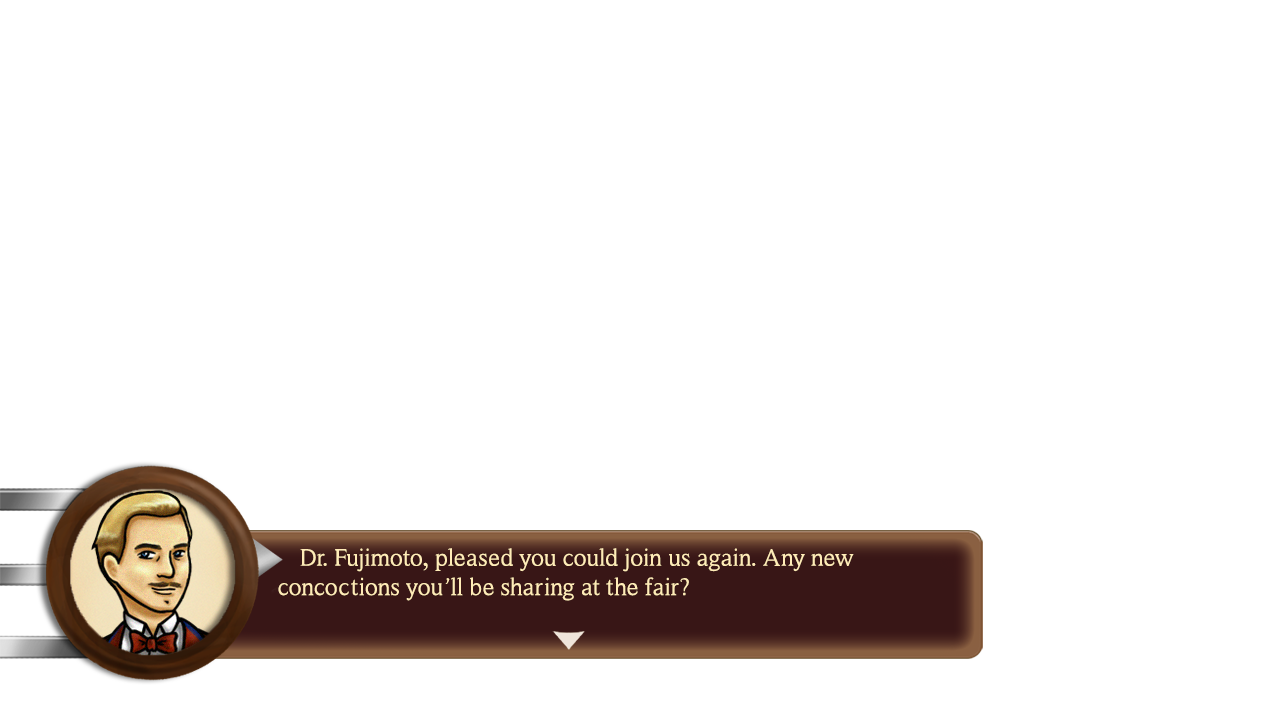 Dr. Fujimoto, pleased you could join us again. Any new
concoctions you'll be sharing at the fair?